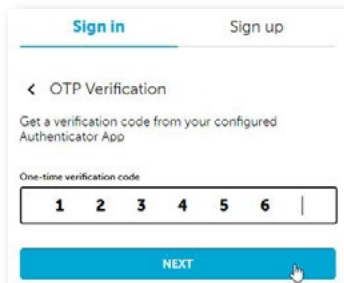 Sign in Sign up
< OTP Verification
Get a verification code from your configured
Authenticator App
One-time verification code
1 2 3 4 5 6
NEXT